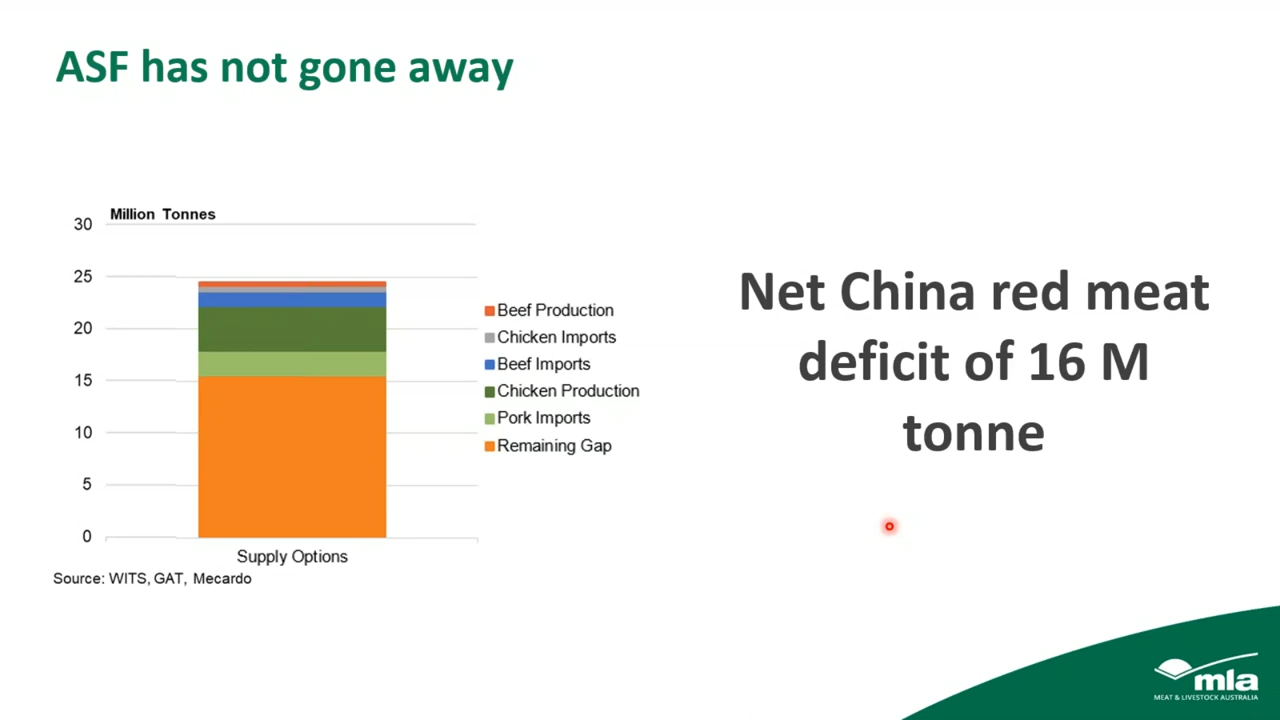 ASF has not gone away
Million Tonnes
30
25
20
15
10
5
0
Supply Options
Source: WITS, GAT, Mecardo
Beef Production
Chicken Imports
Beef Imports
Chicken Production
Pork Imports
Remaining Gap
Net China red meat
deficit of 16 M
tonne
mla
MEAT & LIVESTOCK AUSTRALIA